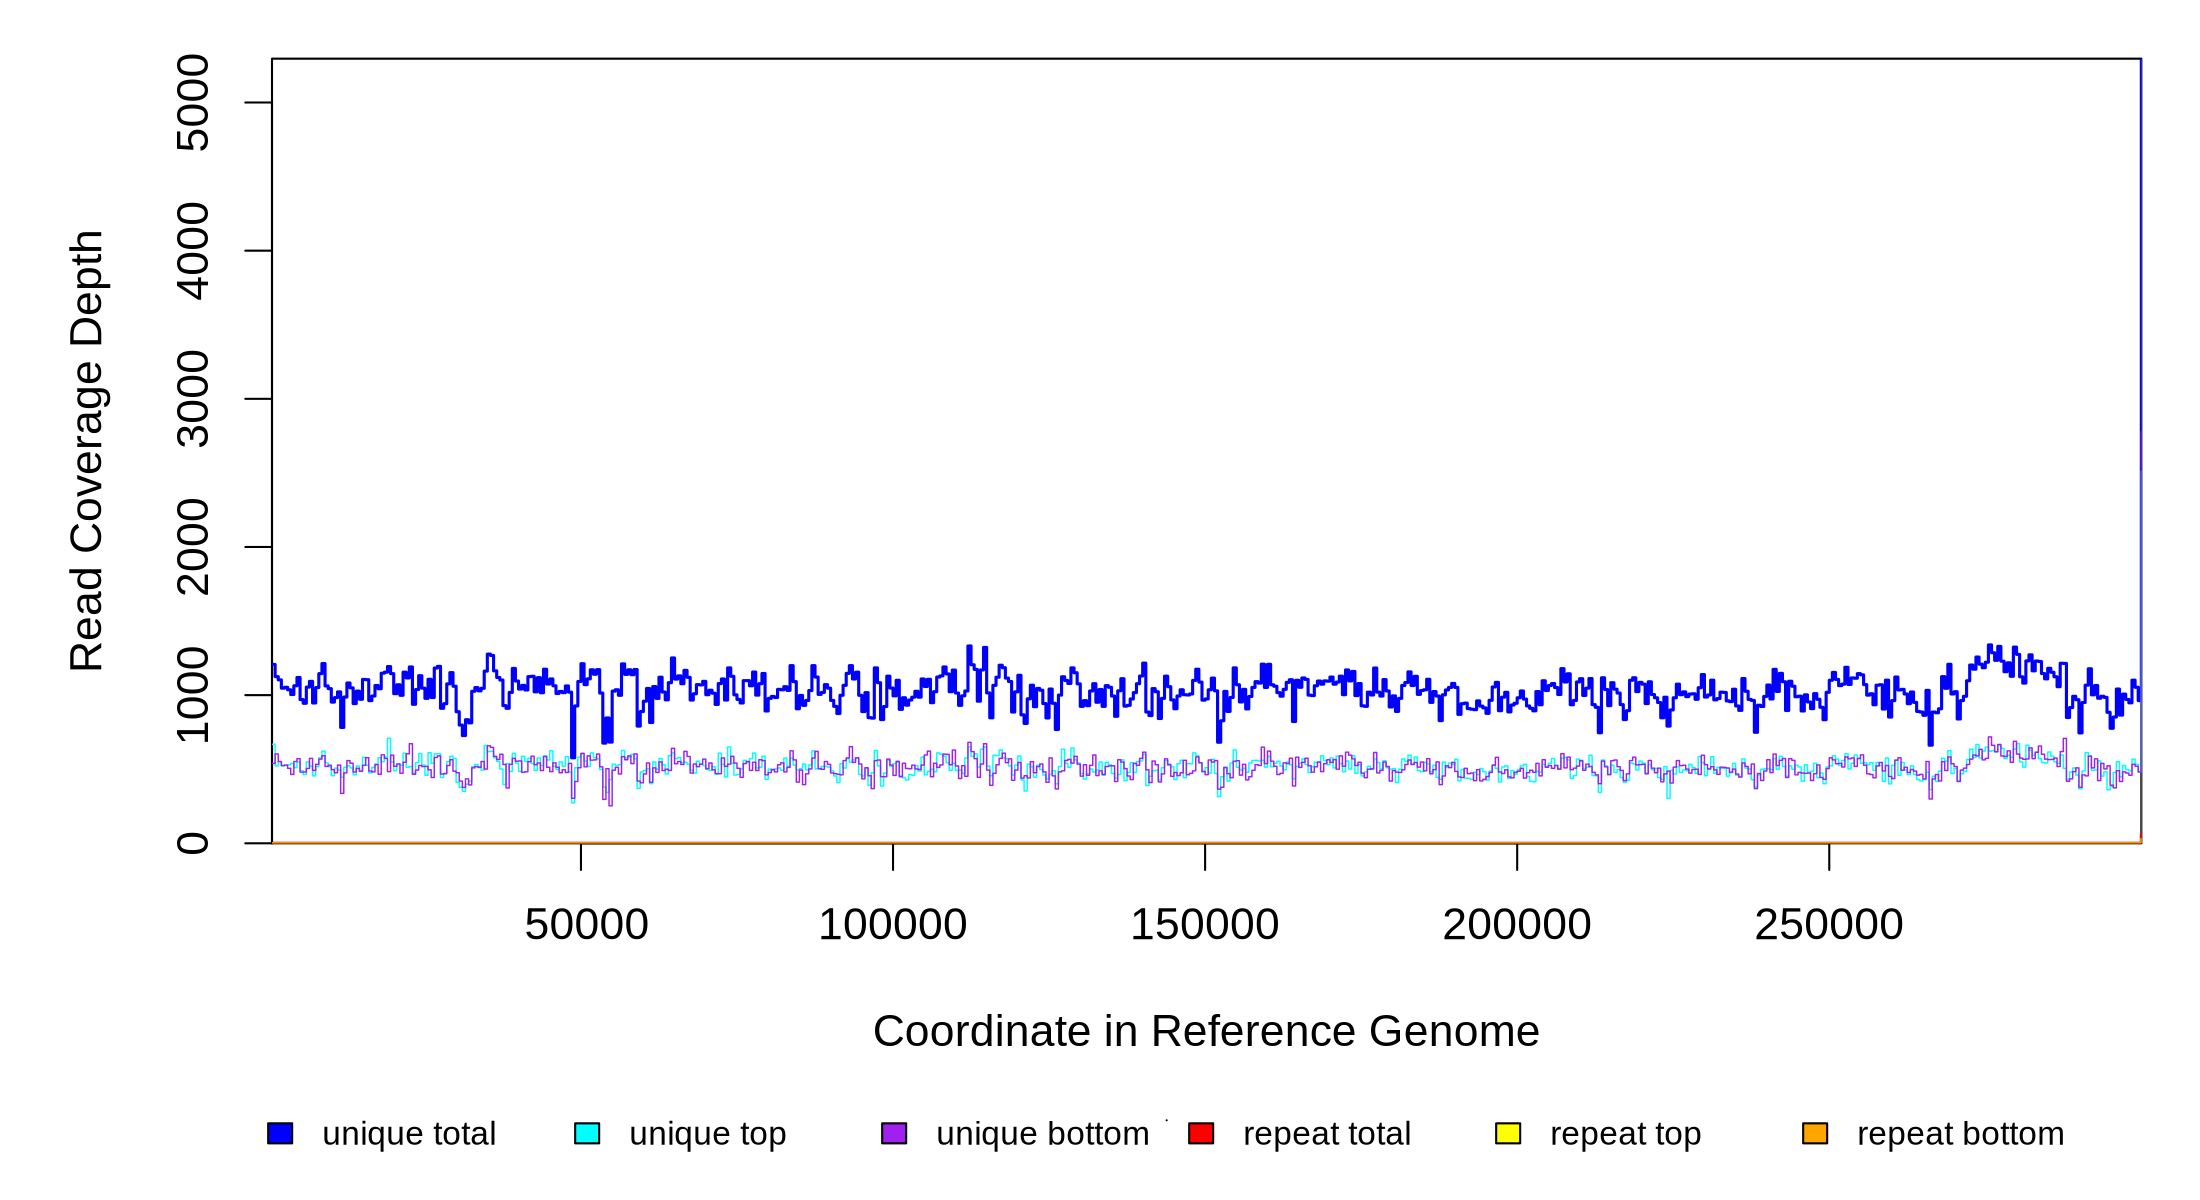 Read Coverage Depth
5000
4000
3000
2000
1000
0
50000 100000 150000 200000 250000
Coordinate in Reference Genome
unique total unique top unique bottom repeat total repeat top repeat bottom